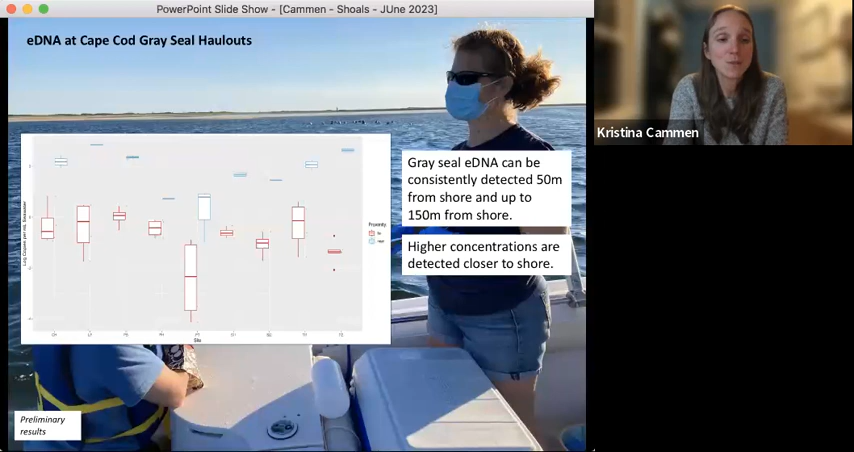 PowerPoint Slide Show - [Cammen - Shoals - JUne 2023]
eDNA at Cape Cod Gray Seal Haulouts
Kristina Cammen
Gray seal eDNA can be
consistently detected 50m
from shore and up to
150m from shore.
Higher concentrations are
detected closer to shore.
Proximity
Site
Preliminary
results